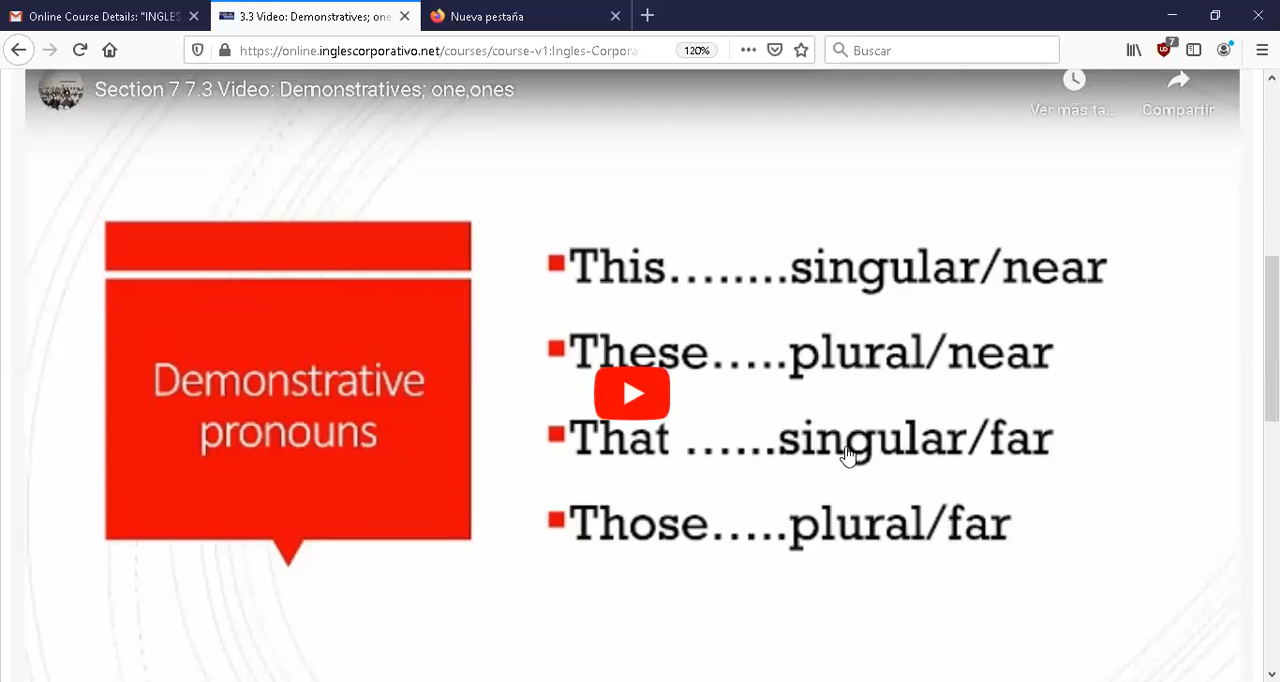 Online Course Details: "INGLES
3.3 Video: Demonstratives; one,
Nueva pestaña
https://online.inglescorporativo.net/courses/course-v1:Ingles-Corpora
120%
Buscar
7
Section 7 7.3 Video: Demonstratives; one,ones
Ver más ta...
Compartir
Demonstrative
pronouns
This........singular/near
These.....plural/near
That ......singular/far
Those.....plural/far